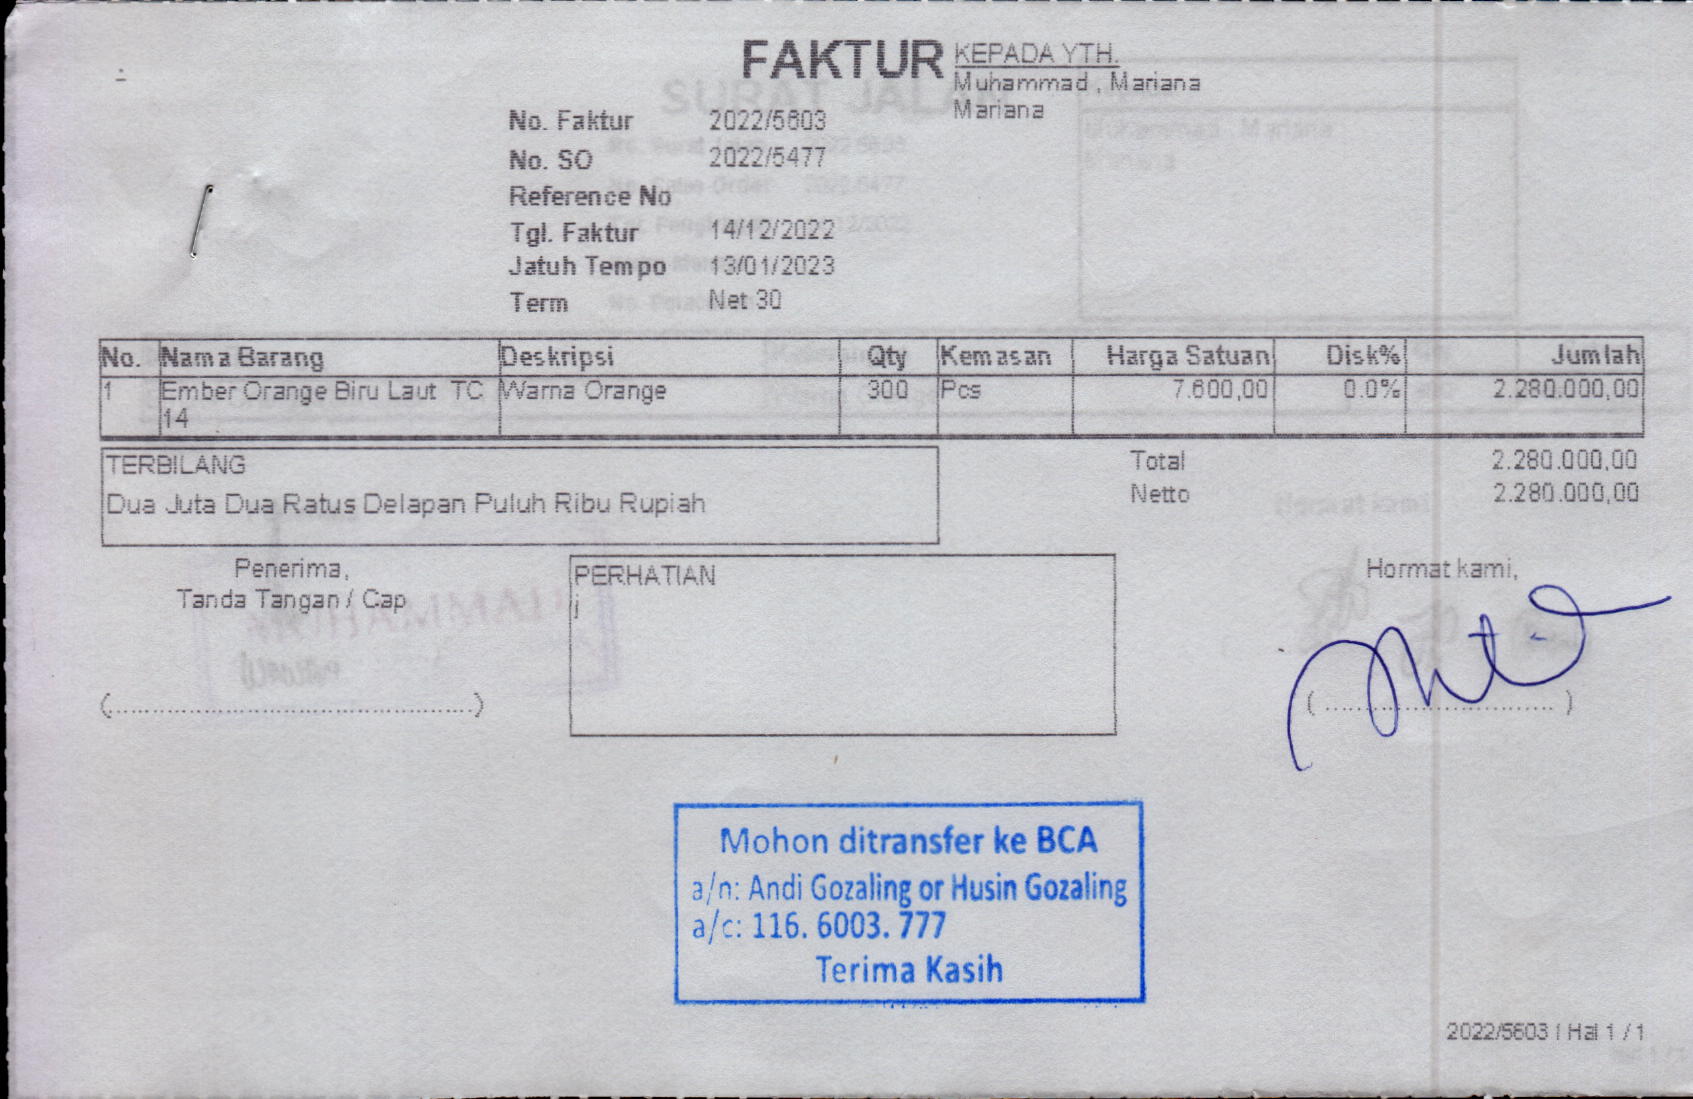 FAKTUR
KEPADA YTH.
Muhammad , Mariana
Mariana
No. Faktur 2022/5603
No. SO 2022/5477
Reference No
Tgl. Faktur 14/12/2022
Jatuh Tempo 13/01/2023
Term Net 30
No. Nama Barang Deskripsi Qty Kemasan Harga Satuan Disk% Jumlah
1 Ember Orange Biru Laut TC Warna Orange 300 Pcs 7.600,00 0.0% 2.280.000,00
14
TERBILANG
Dua Juta Dua Ratus Delapan Puluh Ribu Rupiah
Total 2.280.000,00
Netto 2.280.000,00
Penerima,
Tanda Tangan / Cap
(..............................................)
PERHATIAN
j
Hormat kami,
(.............................)
Mohon ditransfer ke BCA
a/n: Andi Gozaling or Husin Gozaling
a/c: 116. 6003. 777
Terima Kasih
2022/5603 | Hal 1 / 1